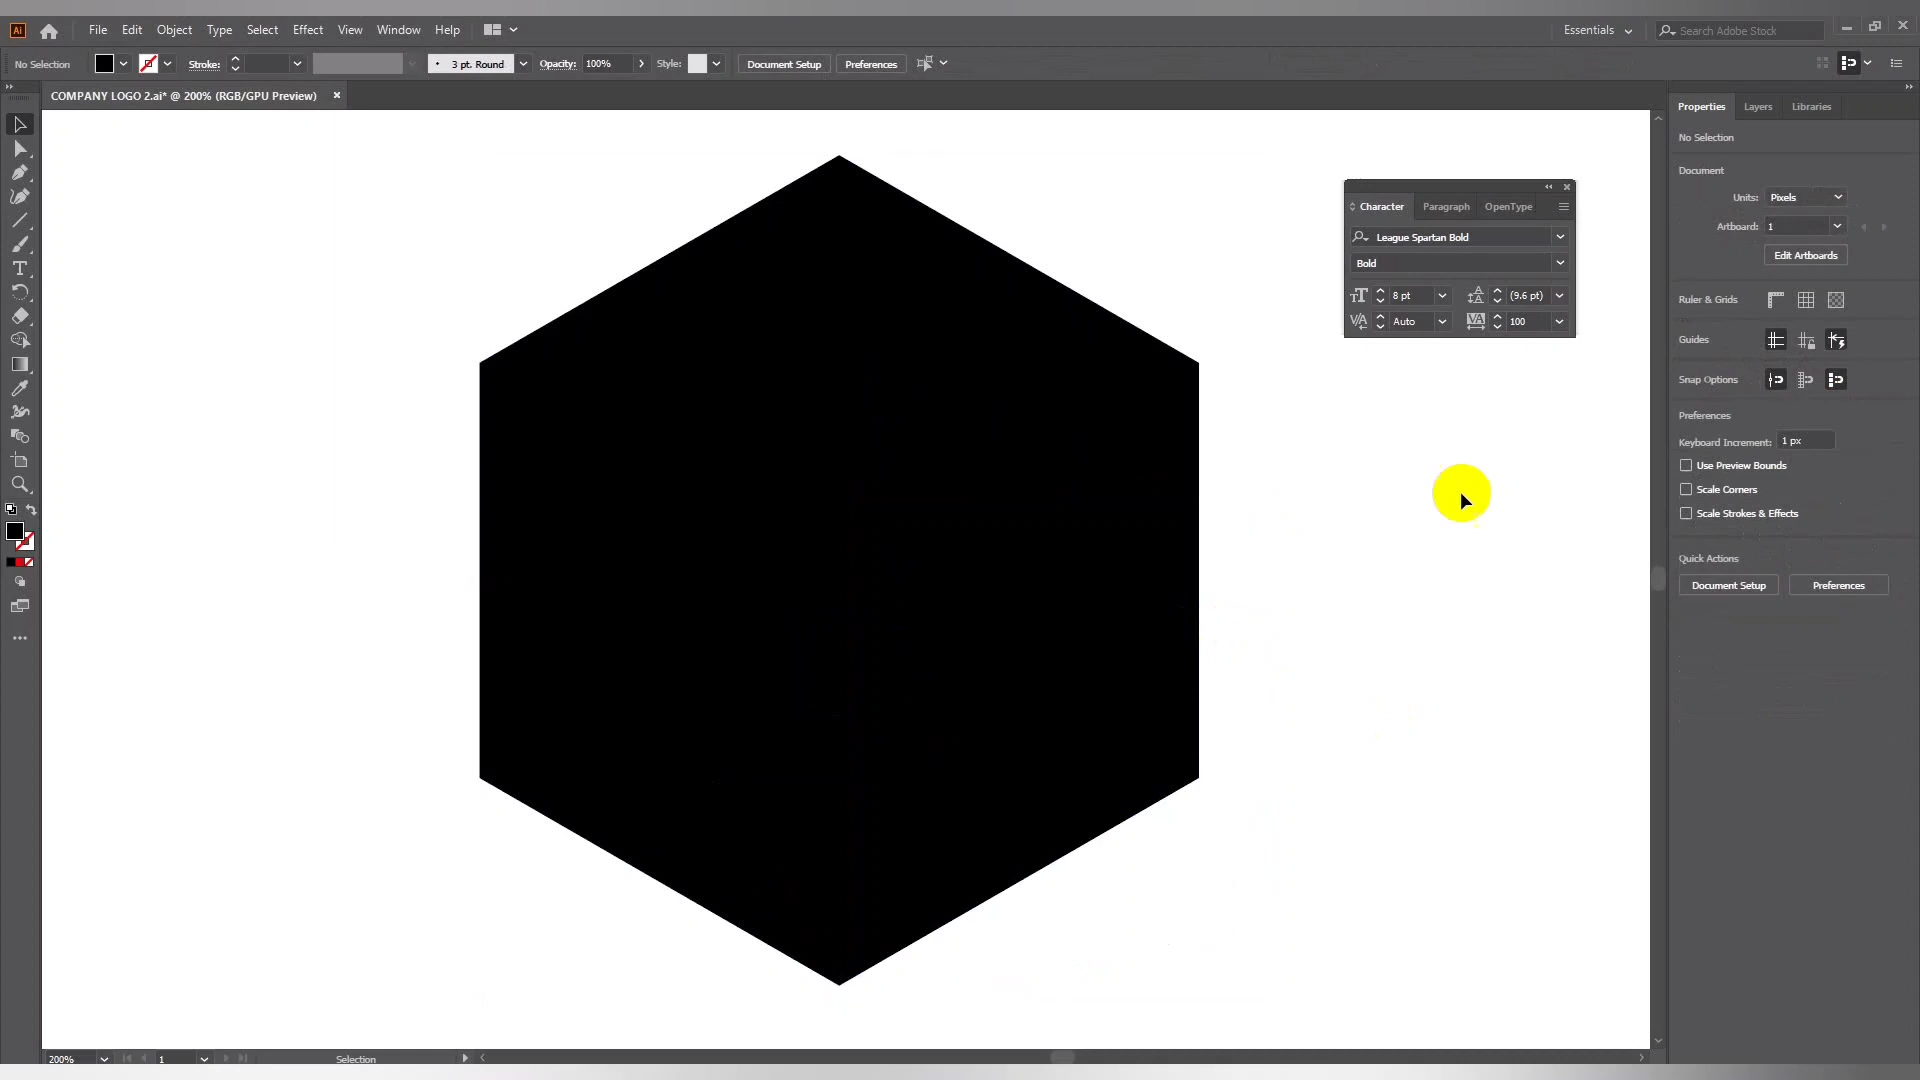 Ai File Edit Object Type Select Effect View Window Help Essentials Search Adobe Stock
No Selection Stroke: 3 pt. Round Opacity: 100% Style: Document Setup Preferences
COMPANY LOGO 2.ai* @ 200% (RGB/GPU Preview)
Character Paragraph OpenType
League Spartan Bold
Bold
8 pt (9.6 pt)
Auto 100
Properties Layers Libraries
No Selection
Document
Units: Pixels
Artboard: 1
Edit Artboards
Ruler & Grids
Guides
Snap Options
Preferences
Keyboard Increment: 1 px
Use Preview Bounds
Scale Corners
Scale Strokes & Effects
Quick Actions
Document Setup Preferences
200% 1 Selection